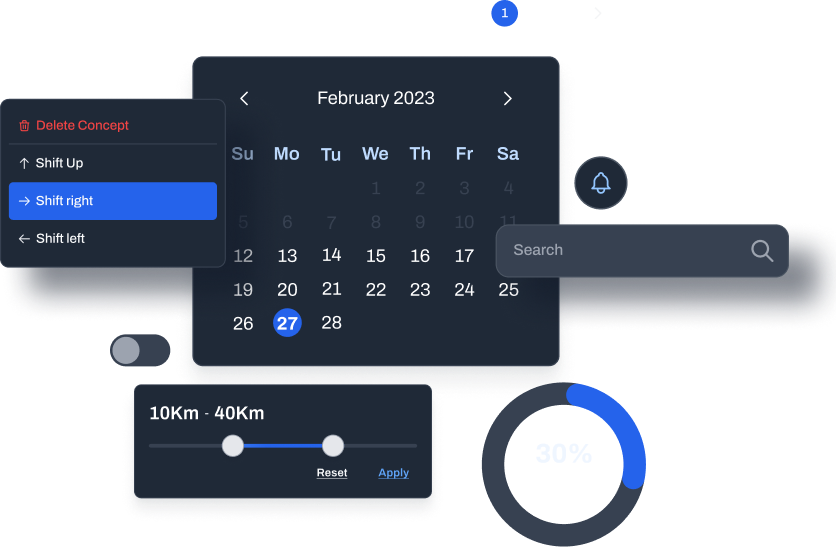 1
February 2023
Delete Concept
Shift Up
Shift right
Shift left
Su Mo Tu We Th Fr Sa
1 2 3 4
5 6 7 8 9 10 11
12 13 14 15 16 17
19 20 21 22 23 24 25
26 27 28
Search
10Km - 40Km
Reset Apply
30%